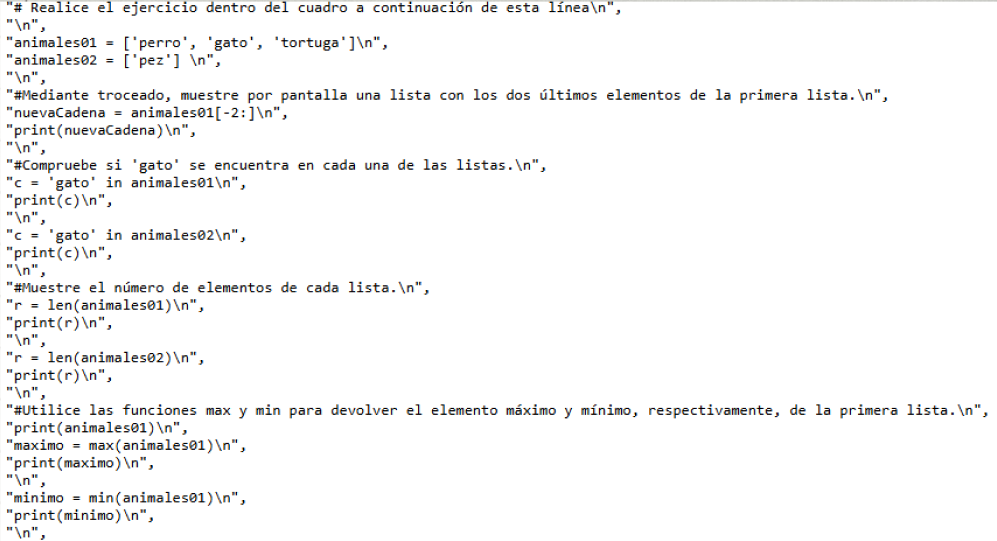 "# Realice el ejercicio dentro del cuadro a continuación de esta línea\n",
"\n",
"animales01 = ['perro', 'gato', 'tortuga']\n",
"animales02 = ['pez'] \n",
"\n",
"#Mediante troceado, muestre por pantalla una lista con los dos últimos elementos de la primera lista.\n",
"nuevaCadena = animales01[-2:]\n",
"print(nuevaCadena)\n",
"\n",
"#Compruebe si 'gato' se encuentra en cada una de las listas.\n",
"c = 'gato' in animales01\n",
"print(c)\n",
"\n",
"c = 'gato' in animales02\n",
"print(c)\n",
"\n",
"#Muestre el número de elementos de cada lista.\n",
"r = len(animales01)\n",
"print(r)\n",
"\n",
"r = len(animales02)\n",
"print(r)\n",
"\n",
"#Utilice las funciones max y min para devolver el elemento máximo y mínimo, respectivamente, de la primera lista.\n",
"print(animales01)\n",
"maximo = max(animales01)\n",
"print(maximo)\n",
"\n",
"minimo = min(animales01)\n",
"print(minimo)\n",
"\n",